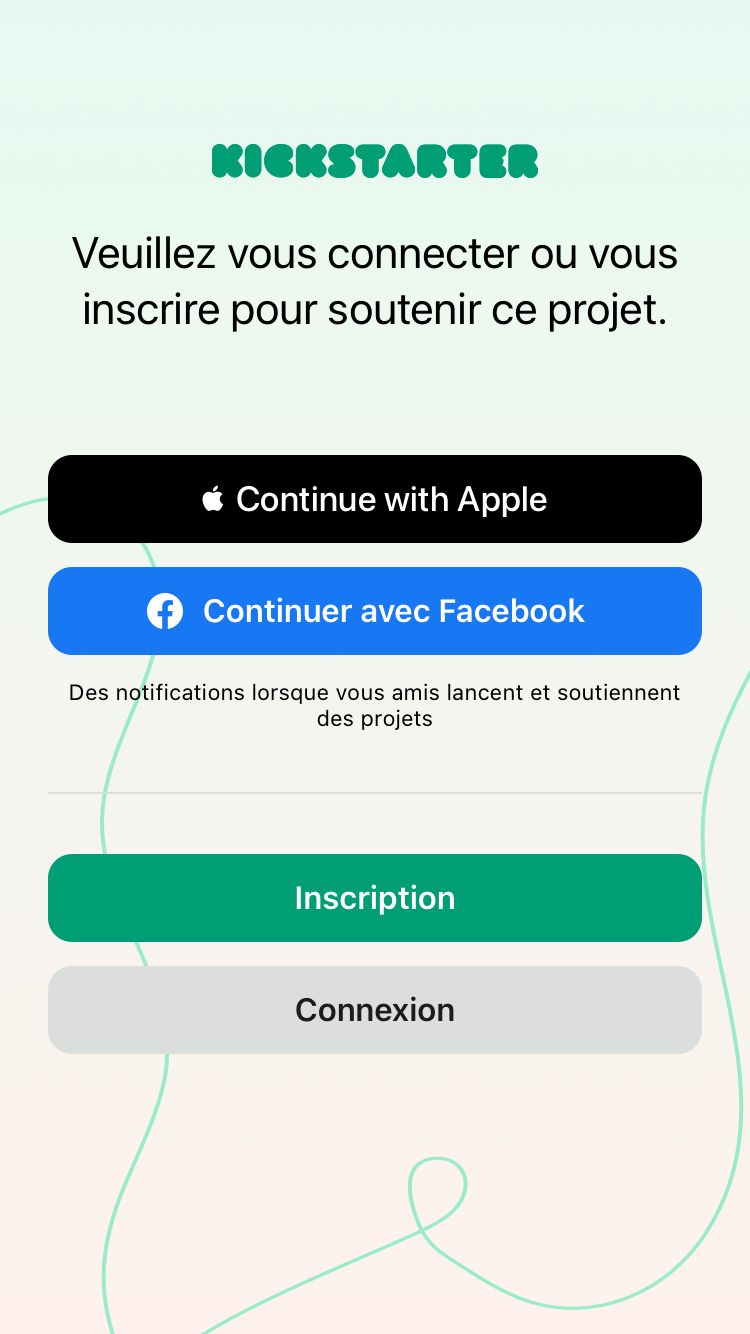 KICKSTARTER
Veuillez vous connecter ou vous
inscrire pour soutenir ce projet.
Continue with Apple
Continuer avec Facebook
Des notifications lorsque vous amis lancent et soutiennent
des projets
Inscription
Connexion